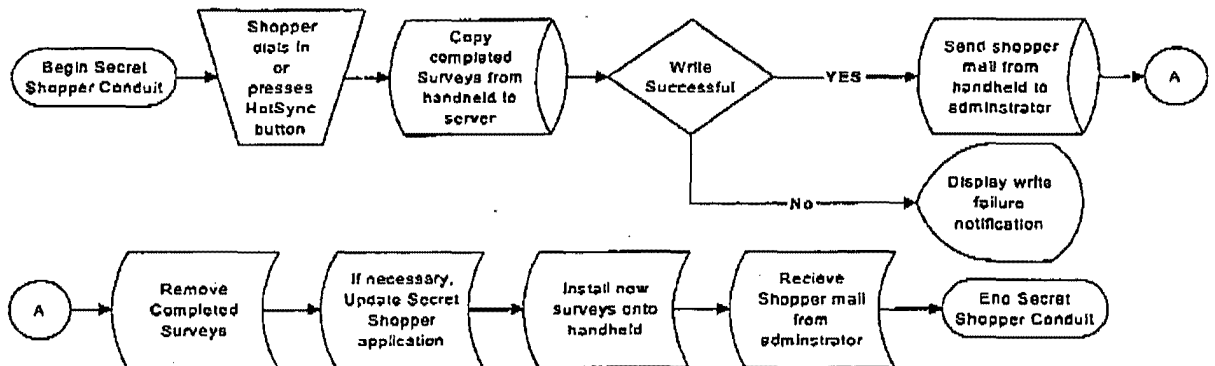 Begin Secret
Shopper Conduit
Shopper
dials in
or
presses
HotSync
button
Copy
completed
Surveys from
handheld to
server
Write
Successful
YES
Send shopper
mail from
handheld to
adminstrator
A
No
Display write
failure
notification
A
Remove
Completed
Surveys
If necessary,
Update Secret
Shopper
application
Install new
surveys onto
handheld
Recieve
Shopper mail
from
adminstrator
End Secret
Shopper Conduit